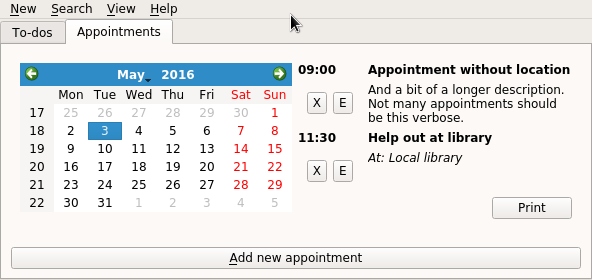 New Search View Help
To-dos Appointments
May 2016
Mon Tue Wed Thu Fri Sat Sun
17 25 26 27 28 29 30 1
18 2 3 4 5 6 7 8
19 9 10 11 12 13 14 15
20 16 17 18 19 20 21 22
21 23 24 25 26 27 28 29
22 30 31 1 2 3 4 5
09:00 Appointment without location
X E
And a bit of a longer description.
Not many appointments should
be this verbose.
11:30 Help out at library
X E
At: Local library
Print
Add new appointment